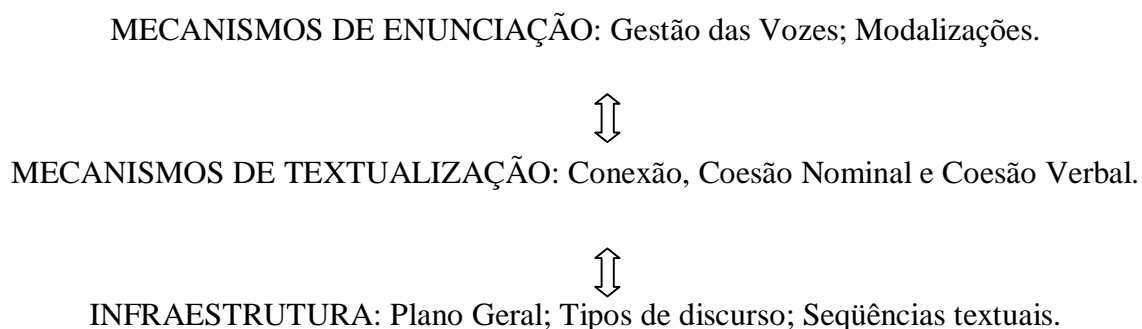 MECANISMOS DE ENUNCIAÇÃO: Gestão das Vozes; Modalizações.
MECANISMOS DE TEXTUALIZAÇÃO: Conexão, Coesão Nominal e Coesão Verbal.
INFRAESTRUTURA: Plano Geral; Tipos de discurso; Seqüências textuais.